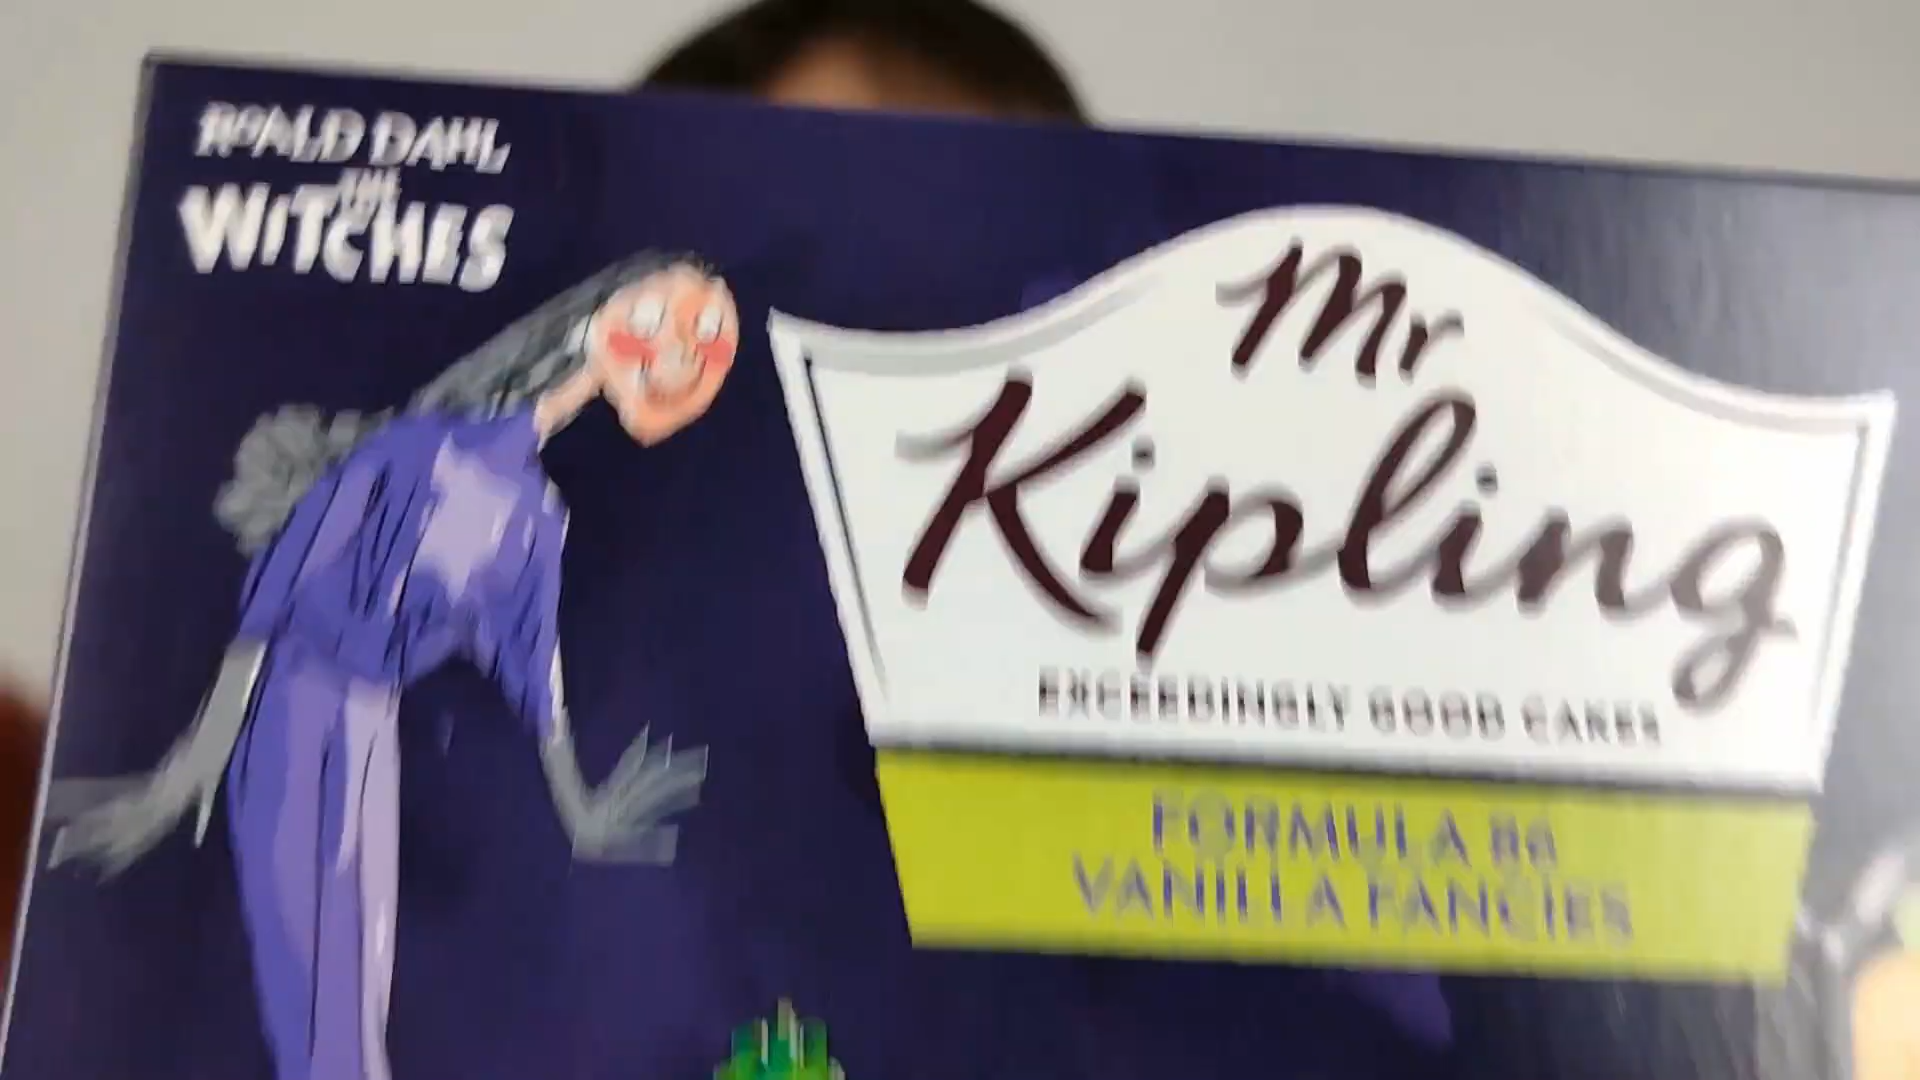 ROALD DAHL
THE
WITCHES
Mr
Kipling
EXCEEDINGLY GOOD CAKES
FORMULA 86
VANILLA FANCIES